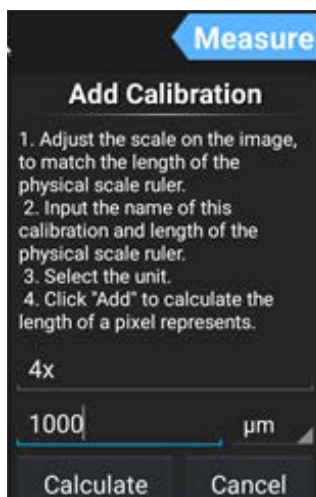 Measure
Add Calibration
1. Adjust the scale on the image,
to match the length of the
physical scale ruler.
2. Input the name of this
calibration and length of the
physical scale ruler.
3. Select the unit.
4. Click "Add" to calculate the
length of a pixel represents.
4x
1000 µm
Calculate Cancel